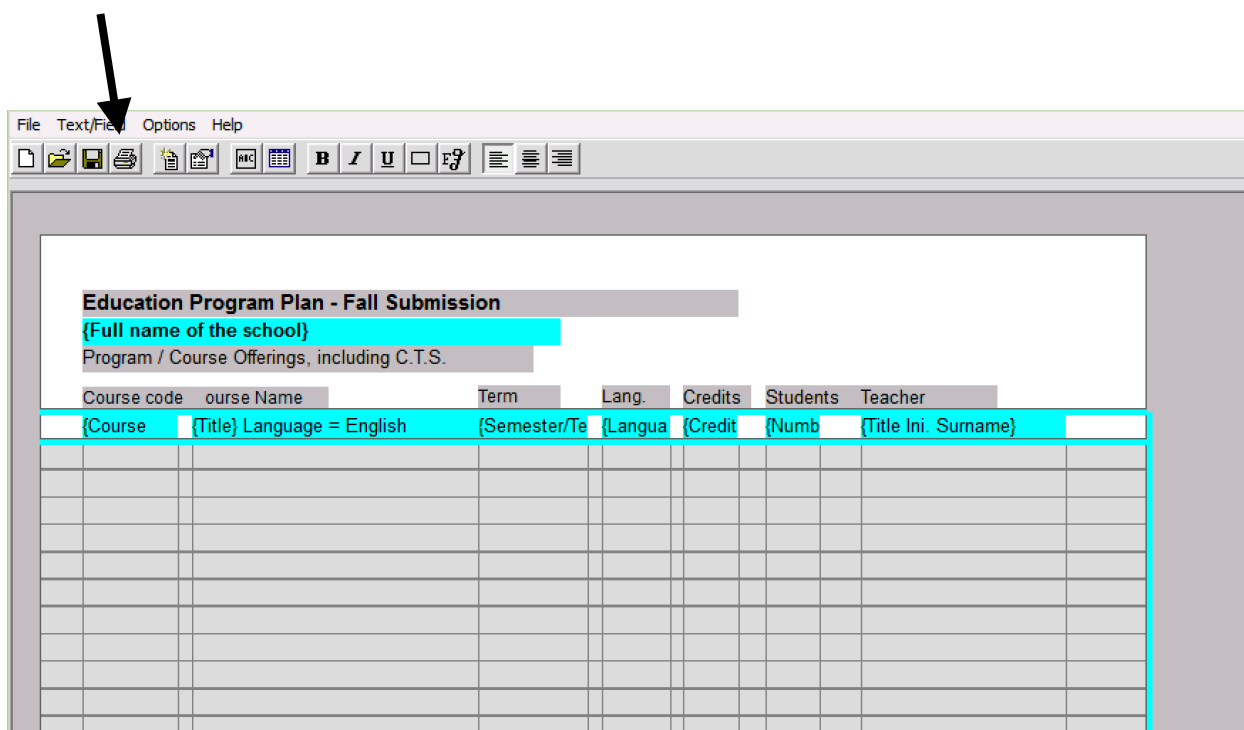 File Text/Field Options Help
ABC B I U F
Education Program Plan - Fall Submission
{Full name of the school}
Program / Course Offerings, including C.T.S.
Course code ourse Name Term Lang. Credits Students Teacher
{Course {Title} Language = English {Semester/Te {Langua {Credit {Numb {Title Ini. Surname}